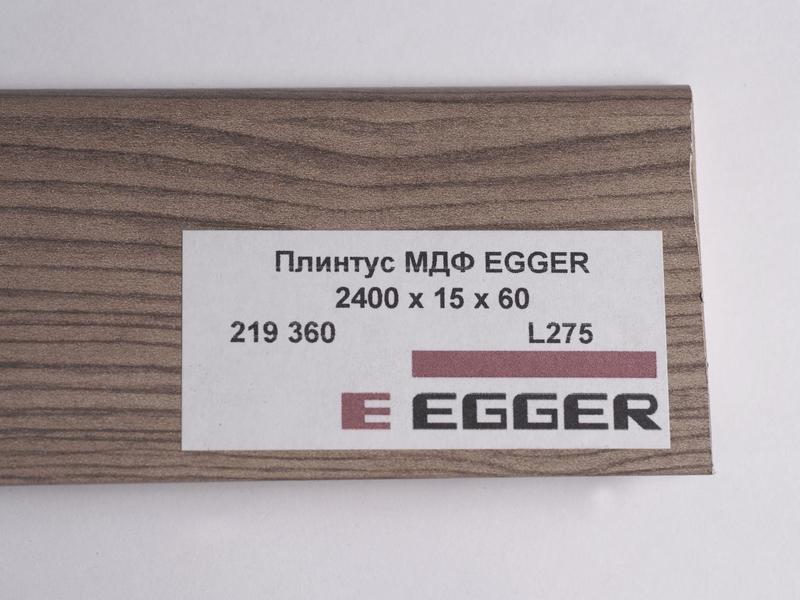 Плинтус МДФ EGGER
2400 x 15 x 60
219 360 L275
E EGGER